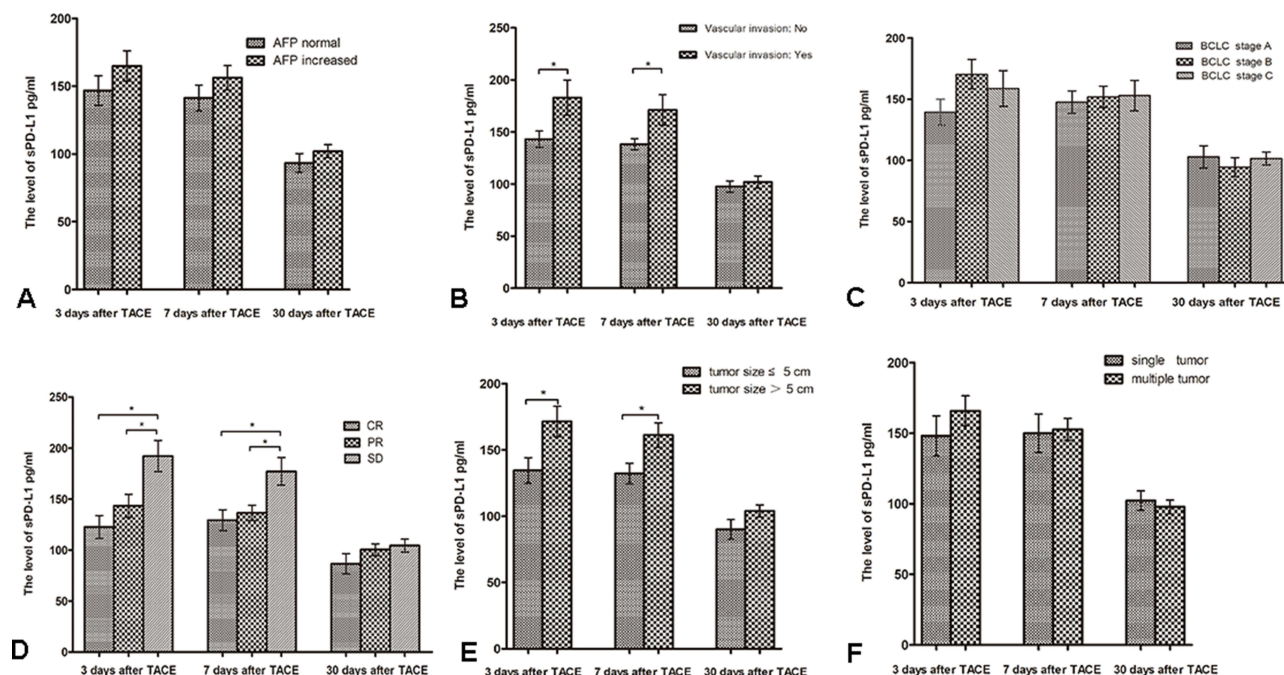 The level of sPD-L1 pg/ml
200
150
100
50
0
AFP normal
AFP increased
3 days after TACE
7 days after TACE
30 days after TACE
A
The level of sPD-L1 pg/ml
250
200
150
100
50
0
Vascular invasion: No
Vascular invasion: Yes
*
*
3 days after TACE
7 days after TACE
30 days after TACE
B
The level of sPD-L1 pg/ml
200
150
100
50
0
BCLC stage A
BCLC stage B
BCLC stage C
3 days after TACE
7 days after TACE
30 days after TACE
C
The level of sPD-L1 pg/ml
250
200
150
100
50
0
CR
PR
SD
*
*
*
*
3 days after TACE
7 days after TACE
30 days after TACE
D
The level of sPD-L1 pg/ml
200
150
100
50
0
tumor size ≤ 5 cm
tumor size > 5 cm
*
*
3 days after TACE
7 days after TACE
30 days after TACE
E
The level of sPD-L1 pg/ml
200
150
100
50
0
single tumor
multiple tumor
3 days after TACE
7 days after TACE
30 days after TACE
F